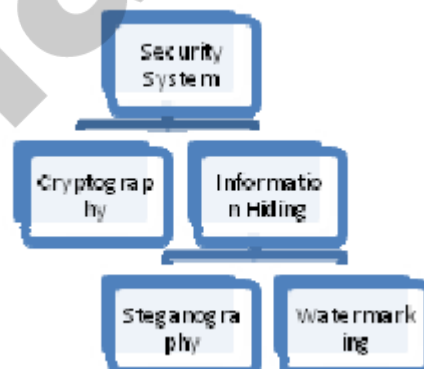 Security
System
Cryptograp
hy
Informatio
n Hiding
Steganogra
phy
Watermark
ing